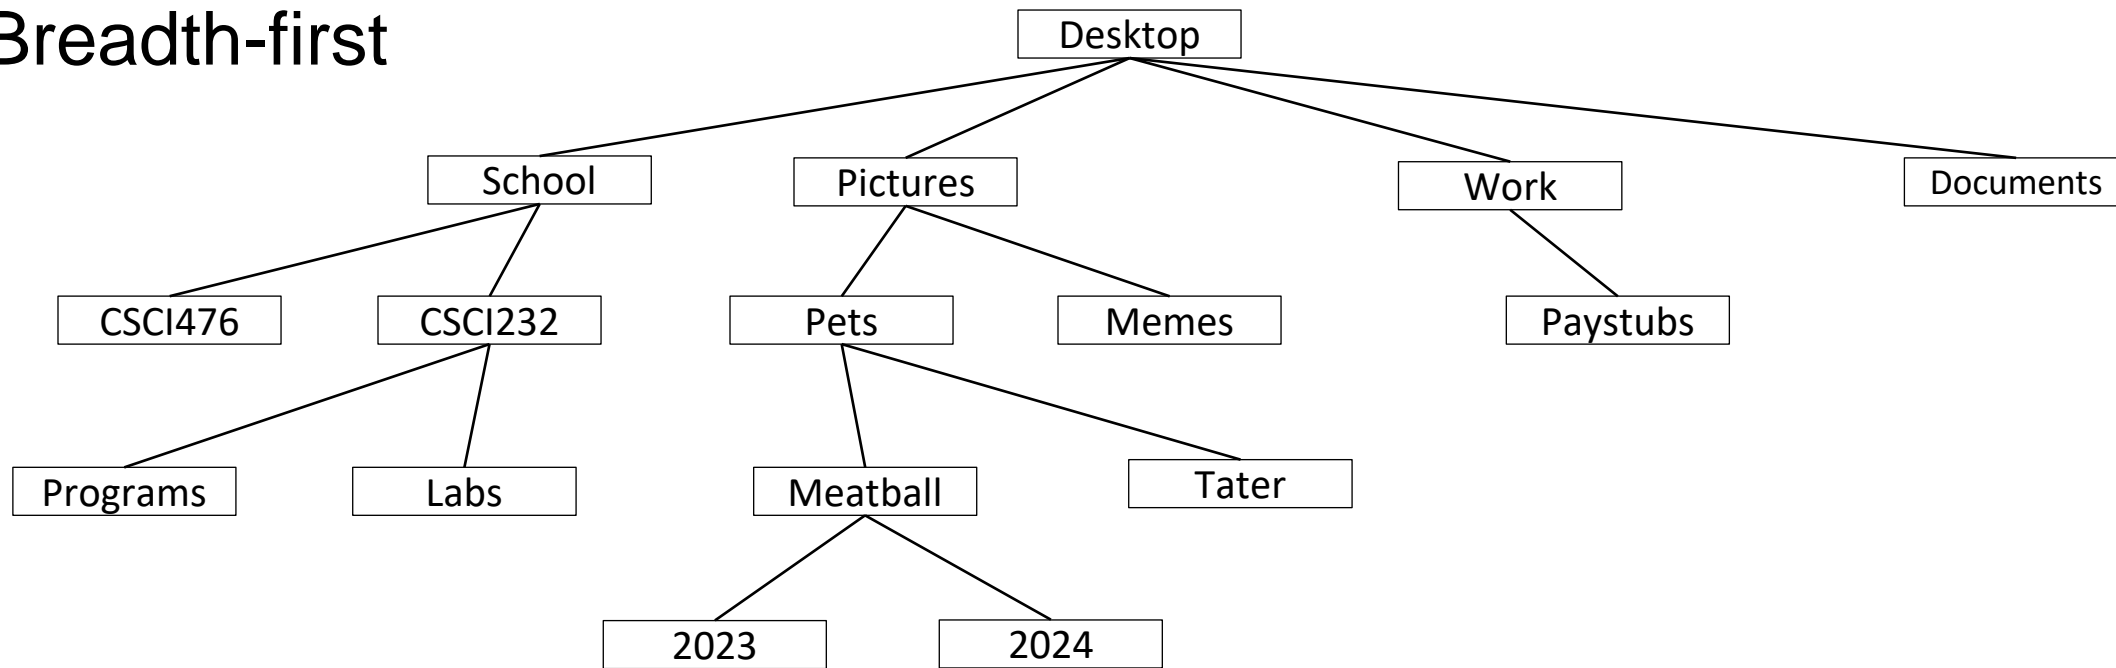 Breadth-first
Desktop
School
Pictures
Work
Documents
CSCI476
CSCI232
Pets
Memes
Paystubs
Programs
Labs
Meatball
Tater
2023
2024